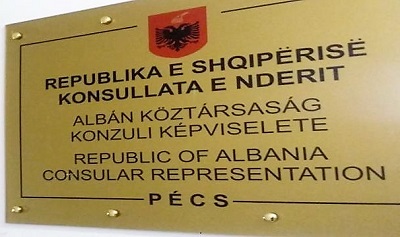 REPUBLIKA E SHQIPËRISË
KONSULLATA E NDERIT
ALBÁN KÖZTÁRSASÁG
KONZULI KÉPVISELETE
REPUBLIC OF ALBANIA
CONSULAR REPRESENTATION
PÉCS